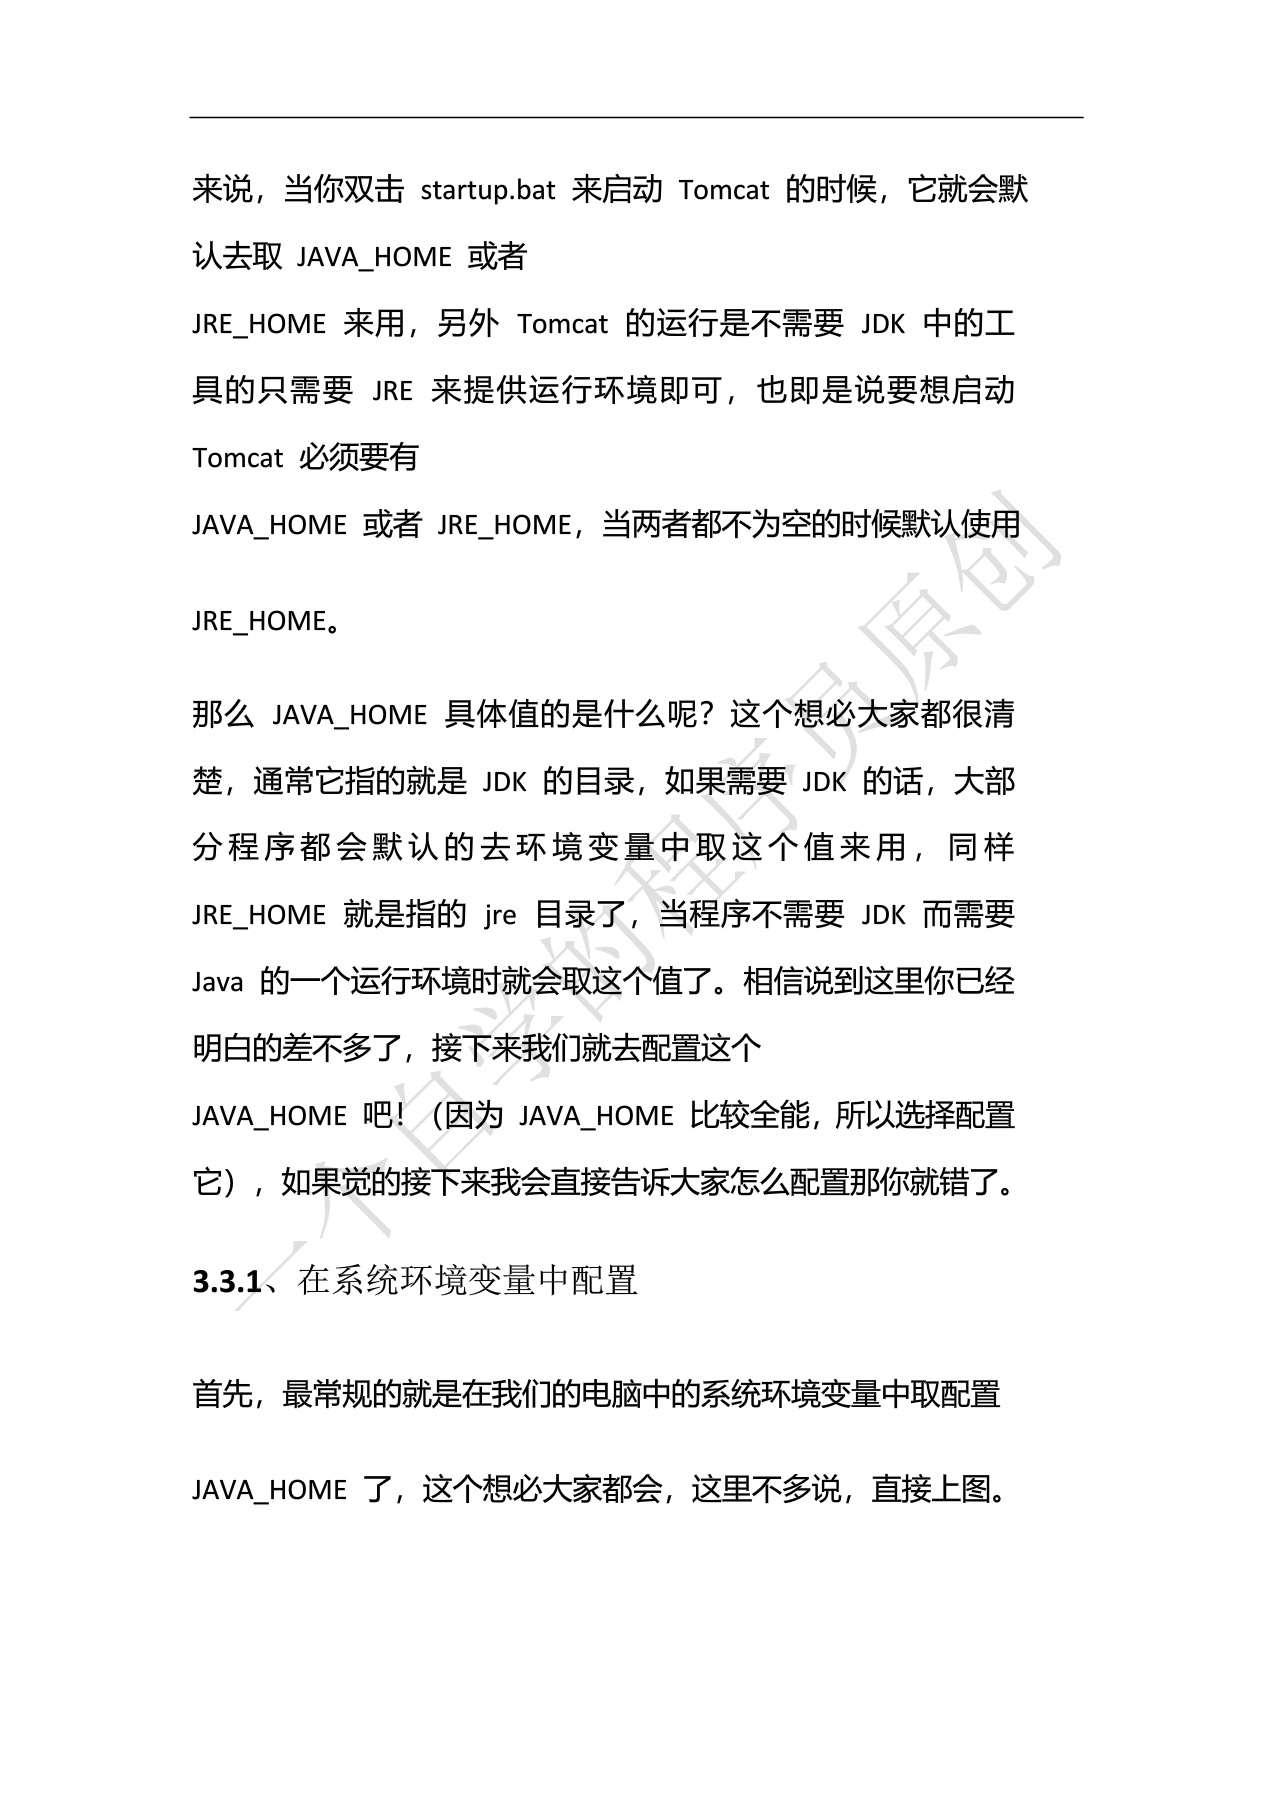 来说，当你双击 startup.bat 来启动 Tomcat 的时候，它就会默
认去取 JAVA_HOME 或者
JRE_HOME 来用，另外 Tomcat 的运行是不需要 JDK 中的工
具的只需要 JRE 来提供运行环境即可，也即是说要想启动
Tomcat 必须要有
JAVA_HOME 或者 JRE_HOME，当两者都不为空的时候默认使用
JRE_HOME。
那么 JAVA_HOME 具体值的是什么呢？这个想必大家都很清
楚，通常它指的就是 JDK 的目录，如果需要 JDK 的话，大部
分程序都会默认的去环境变量中取这个值来用，同样
JRE_HOME 就是指的 jre 目录了，当程序不需要 JDK 而需要
Java 的一个运行环境时就会取这个值了。相信说到这里你已经
明白的差不多了，接下来我们就去配置这个
JAVA_HOME 吧！（因为 JAVA_HOME 比较全能，所以选择配置
它），如果觉的接下来我会直接告诉大家怎么配置那你就错了。
3.3.1、在系统环境变量中配置
首先，最常规的就是在我们的电脑中的系统环境变量中取配置
JAVA_HOME 了，这个想必大家都会，这里不多说，直接上图。
一个自学的程序员原创